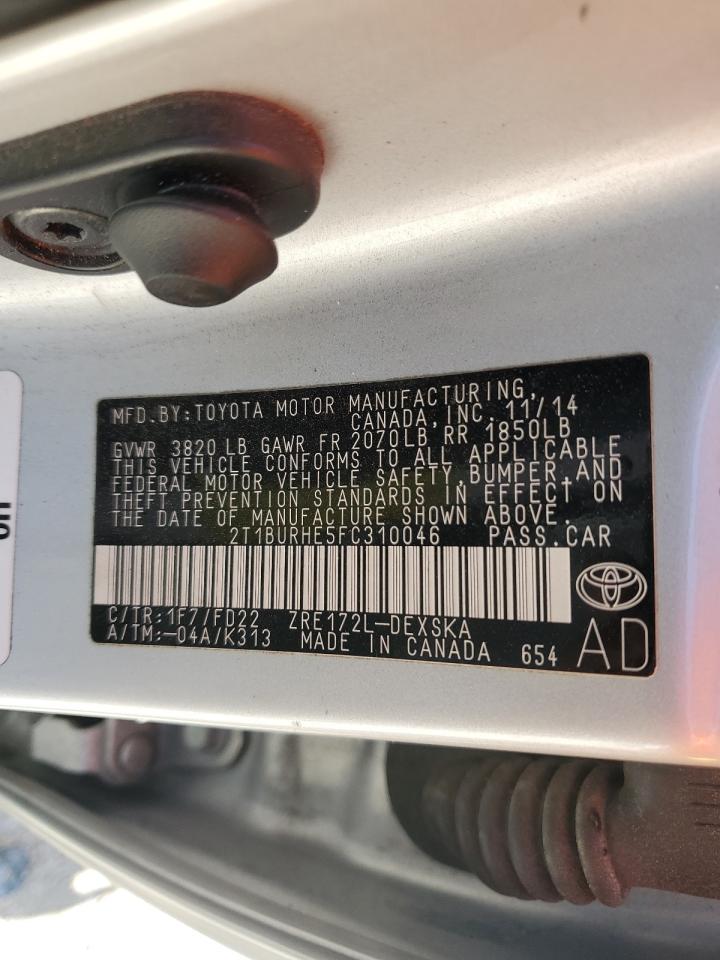 MFD.BY:TOYOTA MOTOR MANUFACTURING,
CANADA,INC. 11/14
GVWR 3820 LB GAWR FR 2070LB RR 1850LB
THIS VEHICLE CONFORMS TO ALL APPLICABLE
FEDERAL MOTOR VEHICLE SAFETY,BUMPER,AND
THEFT PREVENTION STANDARDS IN EFFECT ON
THE DATE OF MANUFACTURE SHOWN ABOVE.
2T1BURHE5FC310046 PASS.CAR
C/TR:1F7/FD22 ZRE172L-DEXSKA
A/TM:-04A/K313 MADE IN CANADA 654 AD